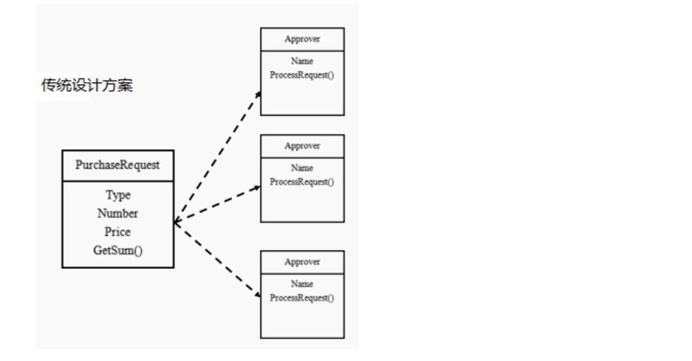 传统设计方案
PurchaseRequest
Type
Number
Price
GetSum()
Approver
Name
ProcessRequest()
Approver
Name
ProcessRequest()
Approver
Name
ProcessRequest()